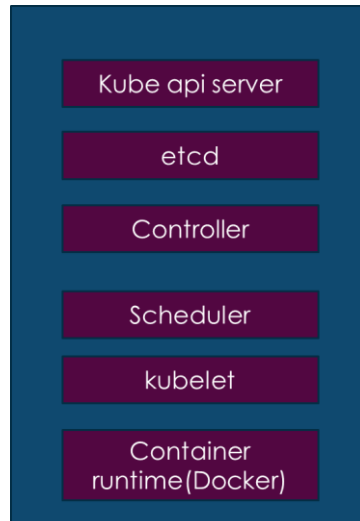 Kube api server
etcd
Controller
Scheduler
kubelet
Container
runtime(Docker)